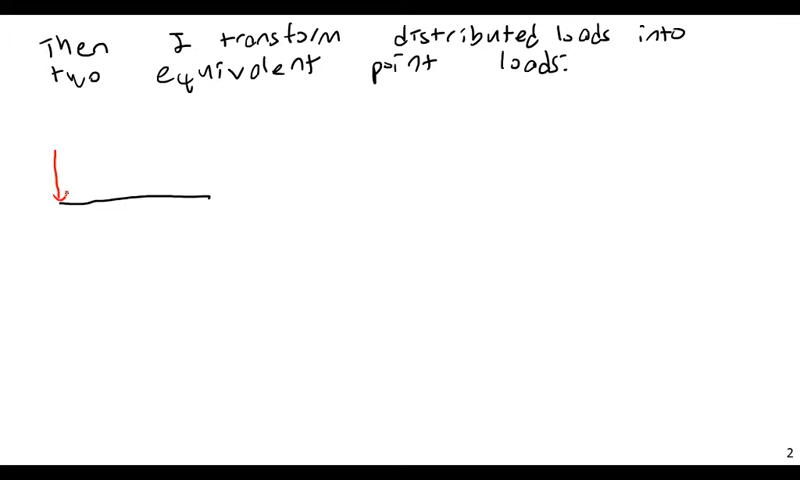 Then I transform distributed loads into
two equivalent point loads:
2